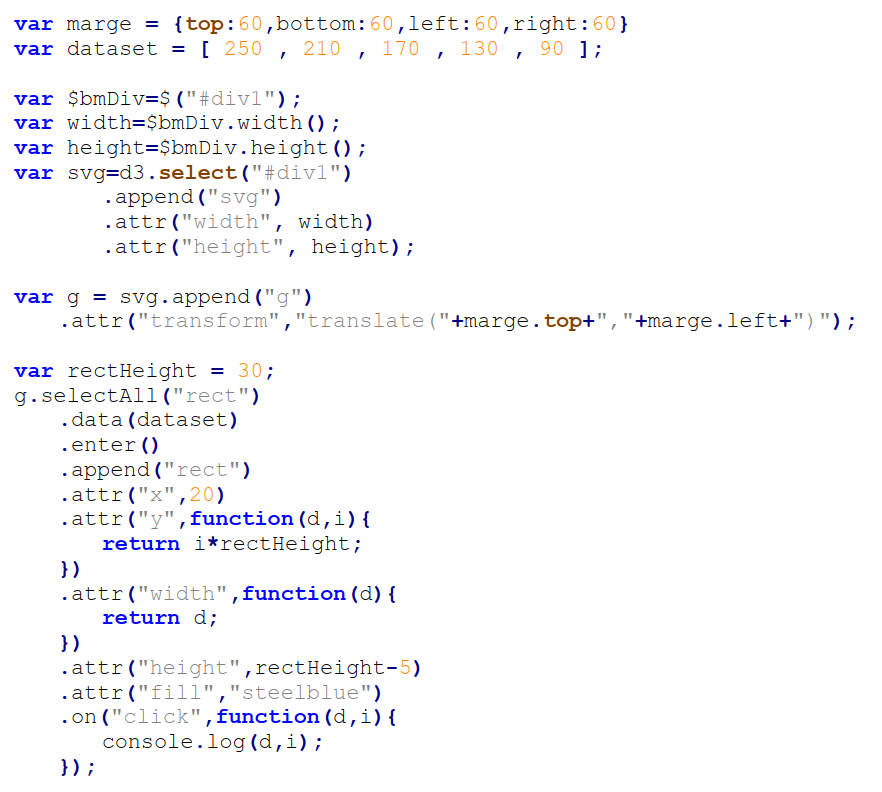 var marge = {top:60,bottom:60,left:60,right:60}
var dataset = [ 250 , 210 , 170 , 130 , 90 ];

var $bmDiv=$("#div1");
var width=$bmDiv.width();
var height=$bmDiv.height();
var svg=d3.select("#div1")
       .append("svg")
       .attr("width", width)
       .attr("height", height);

var g = svg.append("g")
    .attr("transform","translate("+marge.top+","+marge.left+")");

var rectHeight = 30;
g.selectAll("rect")
    .data(dataset)
    .enter()
    .append("rect")
    .attr("x",20)
    .attr("y",function(d,i){
       return i*rectHeight;
    })
    .attr("width",function(d){
       return d;
    })
    .attr("height",rectHeight-5)
    .attr("fill","steelblue")
    .on("click",function(d,i){
       console.log(d,i);
    });